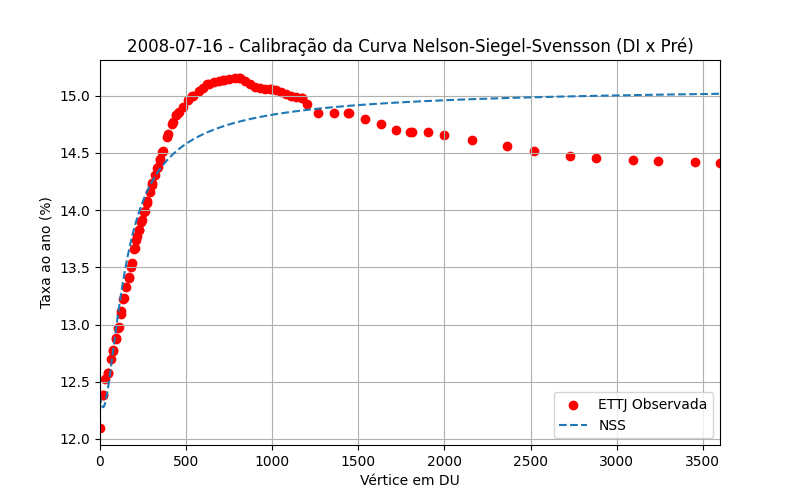 2008-07-16 - Calibração da Curva Nelson-Siegel-Svensson (DI x Pré)
Taxa ao ano (%)
15.0
14.5
14.0
13.5
13.0
12.5
12.0
0 500 1000 1500 2000 2500 3000 3500
Vértice em DU
ETTJ Observada
NSS